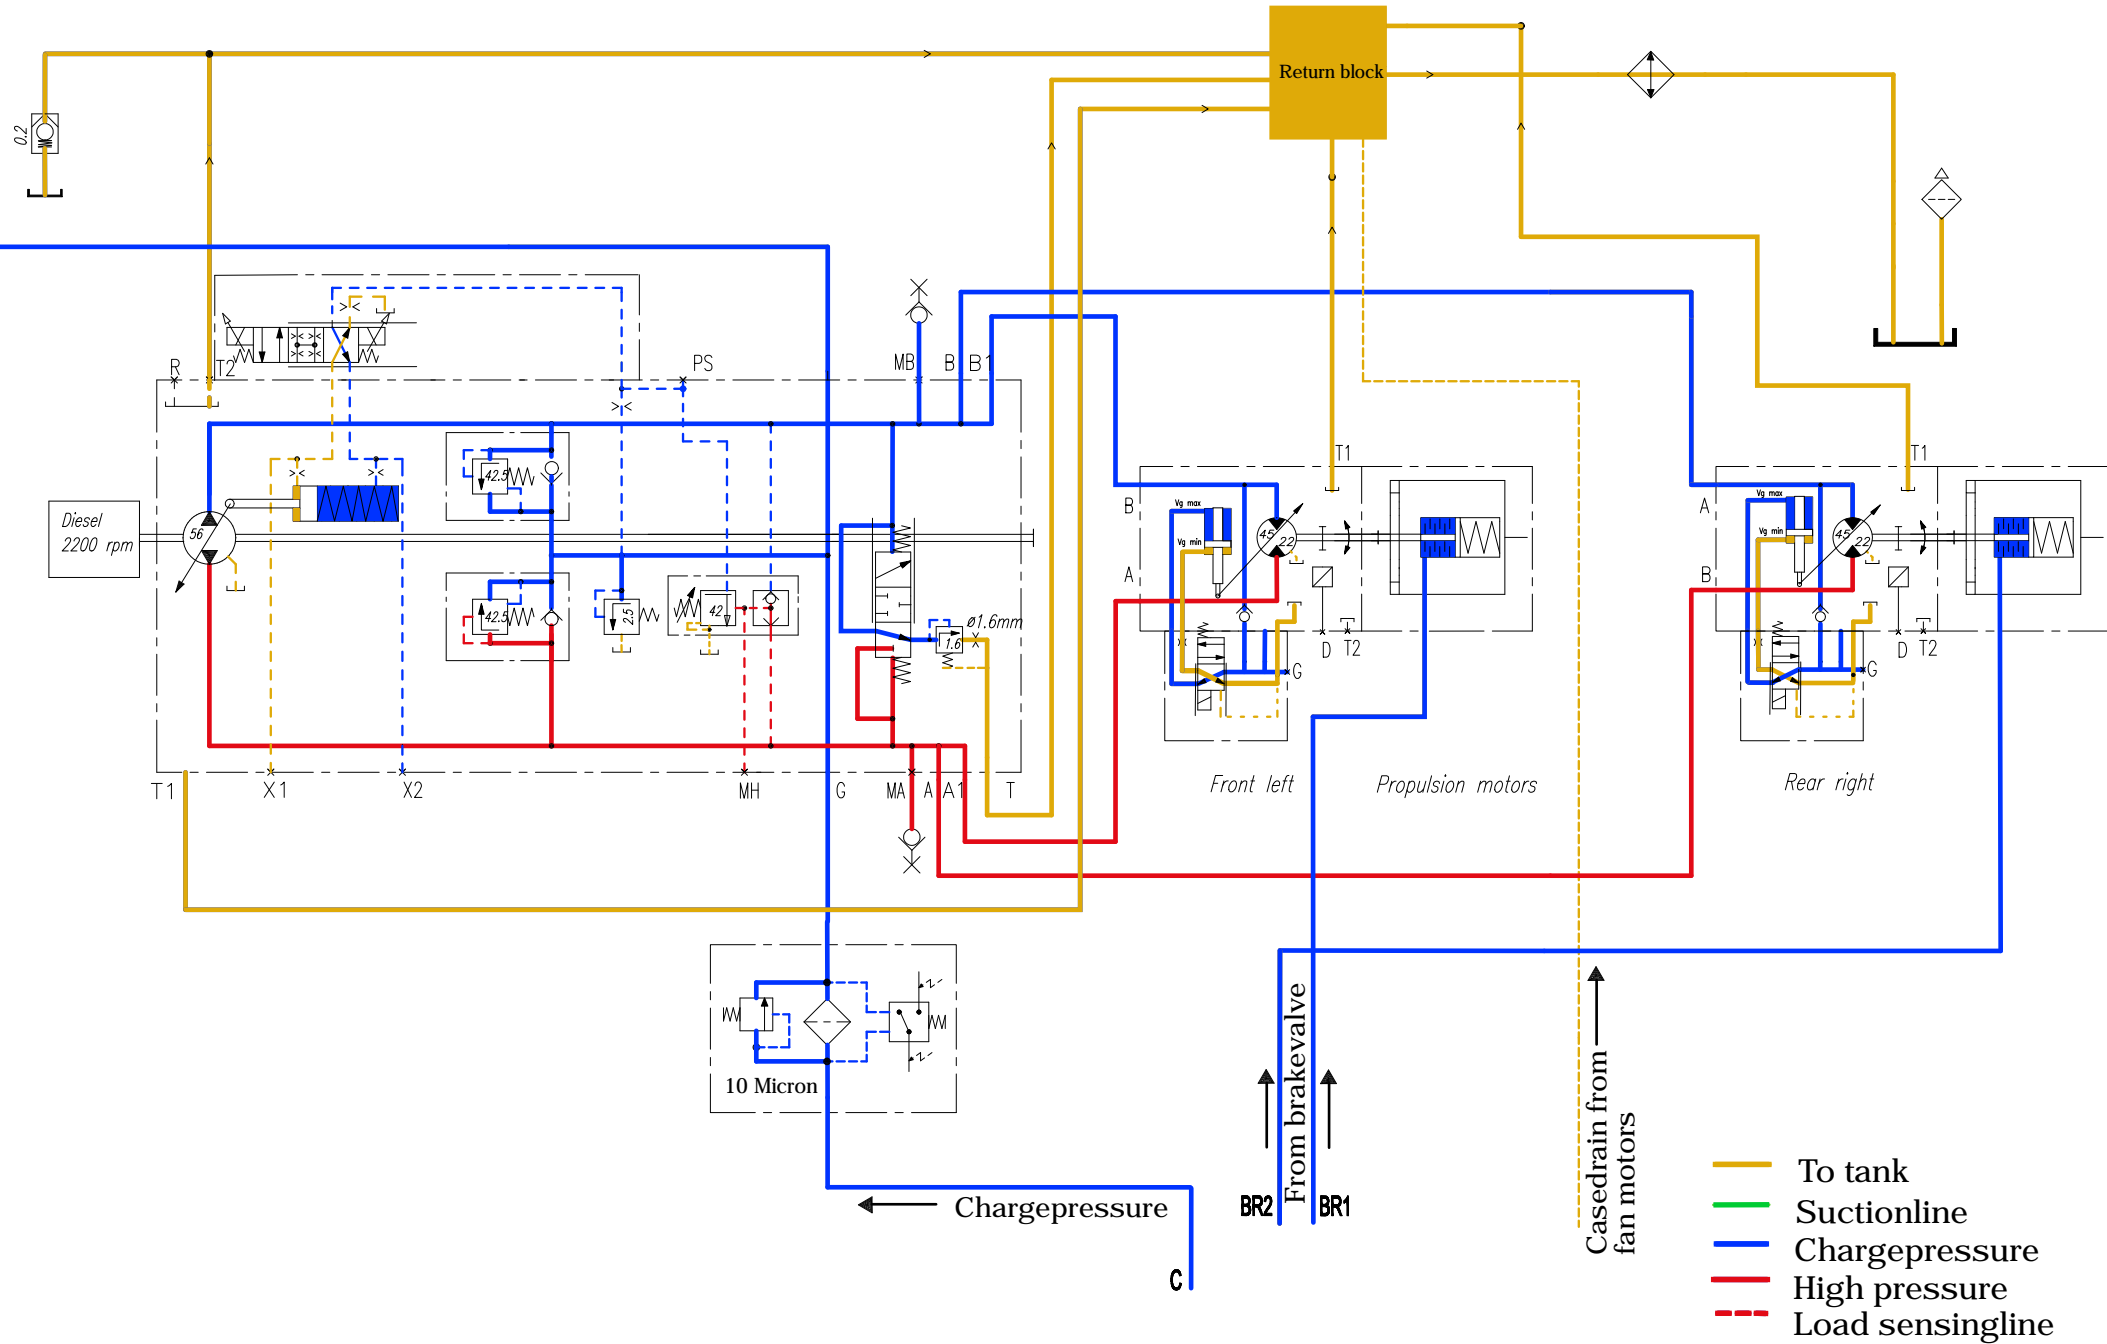 Return block
0.2
R
T2
PS
MB
B
B1
Diesel
2200 rpm
56
42.5
42.5
2.5
42
1.6
ø1.6mm
T1
X1
X2
MH
G
MA
A
A1
T
B
A
Vg max
Vg min
45
22
T1
D
T2
G
Front left
Propulsion motors
A
B
Vg max
Vg min
45
22
T1
D
T2
G
Rear right
10 Micron
Chargepressure
C
BR2
From brakevalve
BR1
Casedrain from
fan motors
To tank
Suctionline
Chargepressure
High pressure
Load sensingline